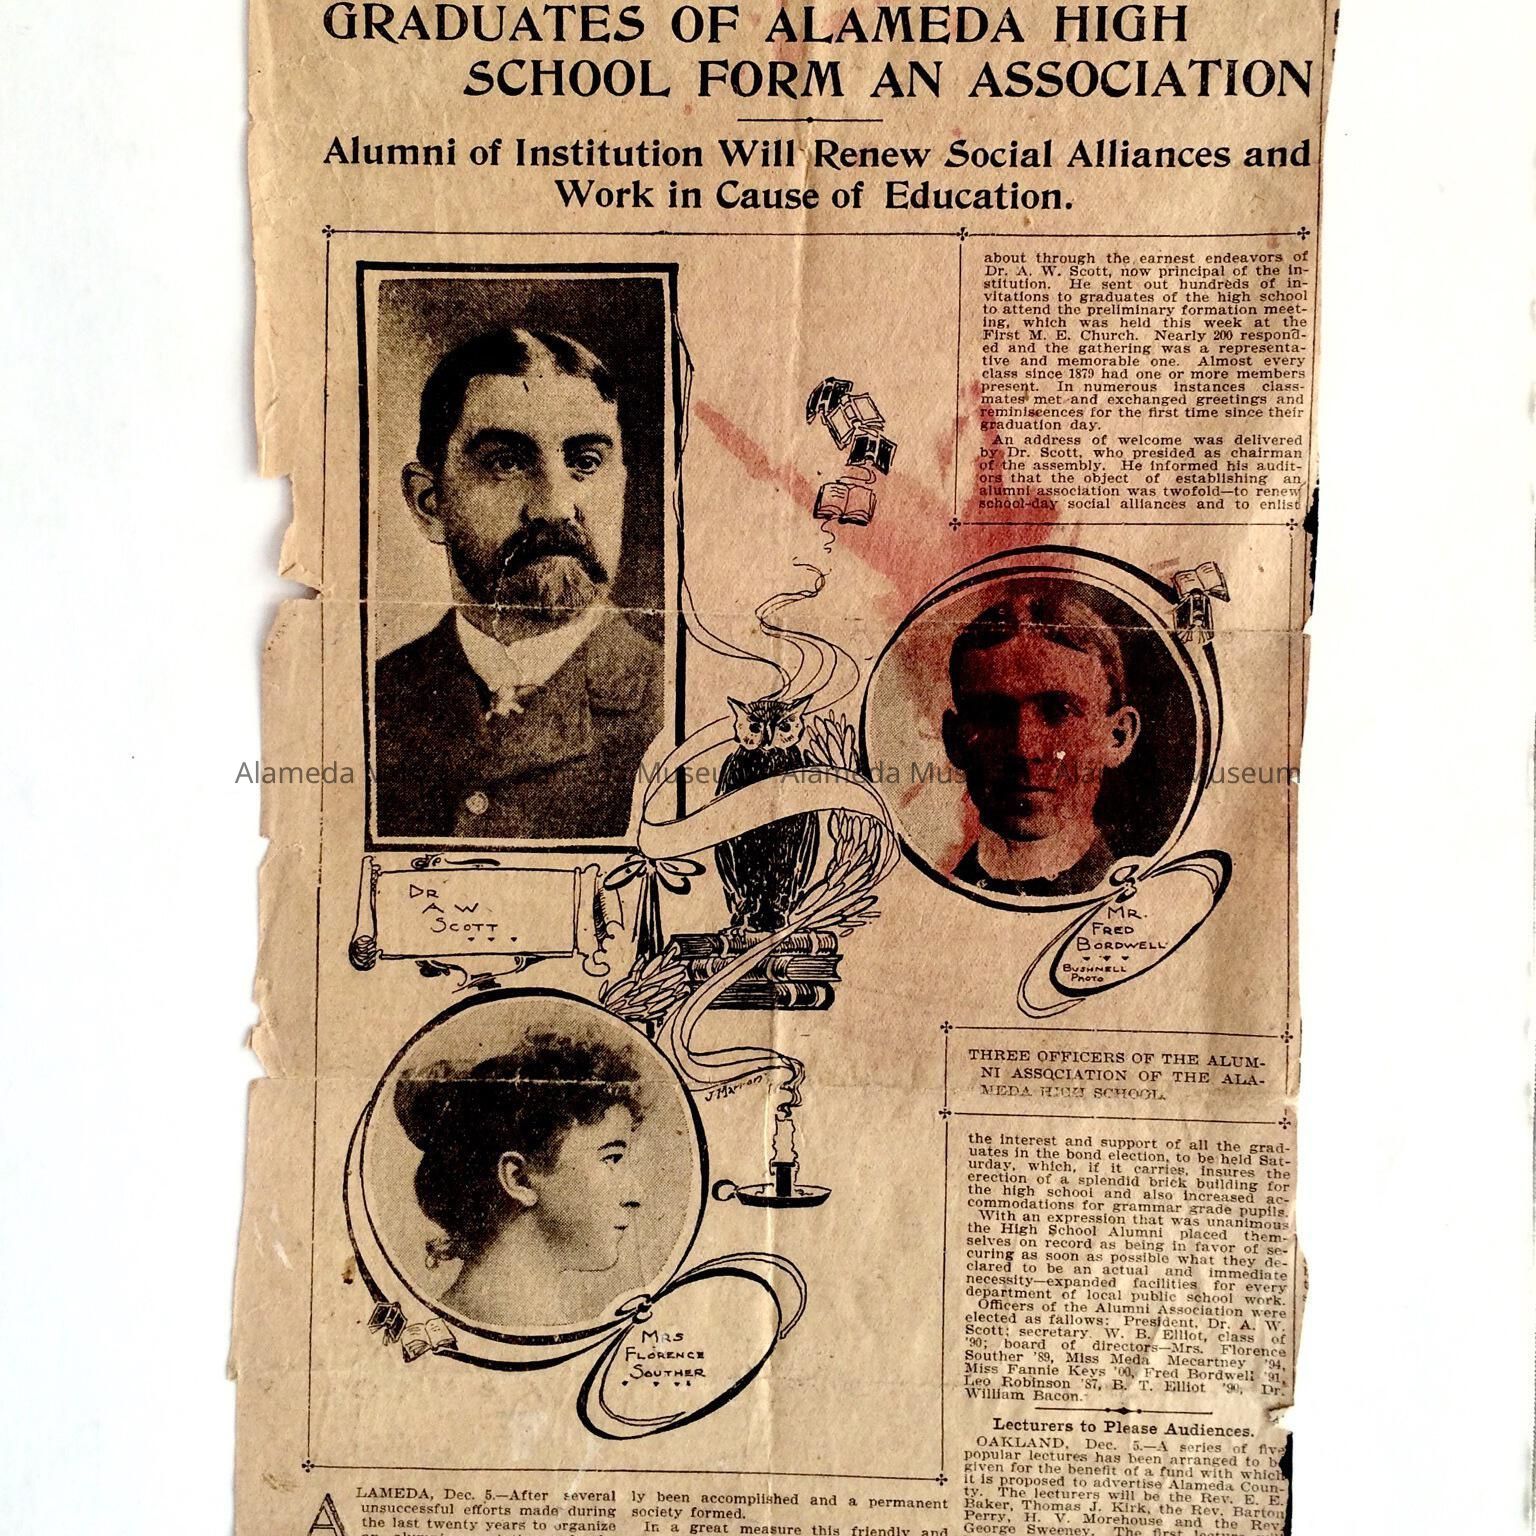 GRADUATES OF ALAMEDA HIGH
SCHOOL FORM AN ASSOCIATION
Alumni of Institution Will Renew Social Alliances and
Work in Cause of Education.
about through the earnest endeavors of
Dr. A. W. Scott, now principal of the in-
stitution. He sent out hundreds of in-
vitations to graduates of the high school
to attend the preliminary formation meet-
ing, which was held this week at the
First M. E. Church. Nearly 200 respond-
ed and the gathering was a representa-
tive and memorable one. Almost every
class since 1879 had one or more members
present. In numerous instances class-
mates met and exchanged greetings and
reminiscences for the first time since their
graduation day.
An address of welcome was delivered
by Dr. Scott, who presided as chairman
of the assembly. He informed his audit-
ors that the object of establishing an
alumni association was twofold—to renew
school-day social alliances and to enlist
Alameda Museum Alameda Museum
DR
A W.
SCOTT
MR.
FRED
BORDWELL
BUSHNELL
PHOTO
J. Marion
THREE OFFICERS OF THE ALUM-
NI ASSOCIATION OF THE ALA-
MEDA HIGH SCHOOL.
MRS
FLORENCE
SOUTHER
the interest and support of all the grad-
uates in the bond election, to be held Sat-
urday, which, if it carries, insures the
erection of a splendid brick building for
the high school and also increased ac-
commodations for grammar grade pupils.
With an expression that was unanimous
the High School Alumni placed them-
selves on record as being in favor of se-
curing as soon as possible what they de-
clared to be an actual and immediate
necessity—expanded facilities for every
department of local public school work.
Officers of the Alumni Association were
elected as fallows: President, Dr. A. W.
Scott; secretary, W. B. Elliot, class of
'90; board of directors—Mrs. Florence
Souther '89, Miss Meda Mecartney '94,
Miss Fannie Keys '00, Fred Bordwell '91,
Leo Robinson '87, B. T. Elliot '90, Dr.
William Bacon.
Lecturers to Please Audiences.
OAKLAND, Dec. 5.—A series of five
popular lectures has been arranged to be
given for the benefit of a fund with which
it is proposed to advertise Alameda Coun-
ty. The lecturers will be the Rev. E. E.
Baker, Thomas J. Kirk, the Rev. Barton
Perry, H. V. Morehouse and the Rev.
George Sweeney. The first
ALAMEDA, Dec. 5.—After several
unsuccessful efforts made during
the last twenty years to organize
ly been accomplished and a permanent
society formed.
In a great measure this friendly and